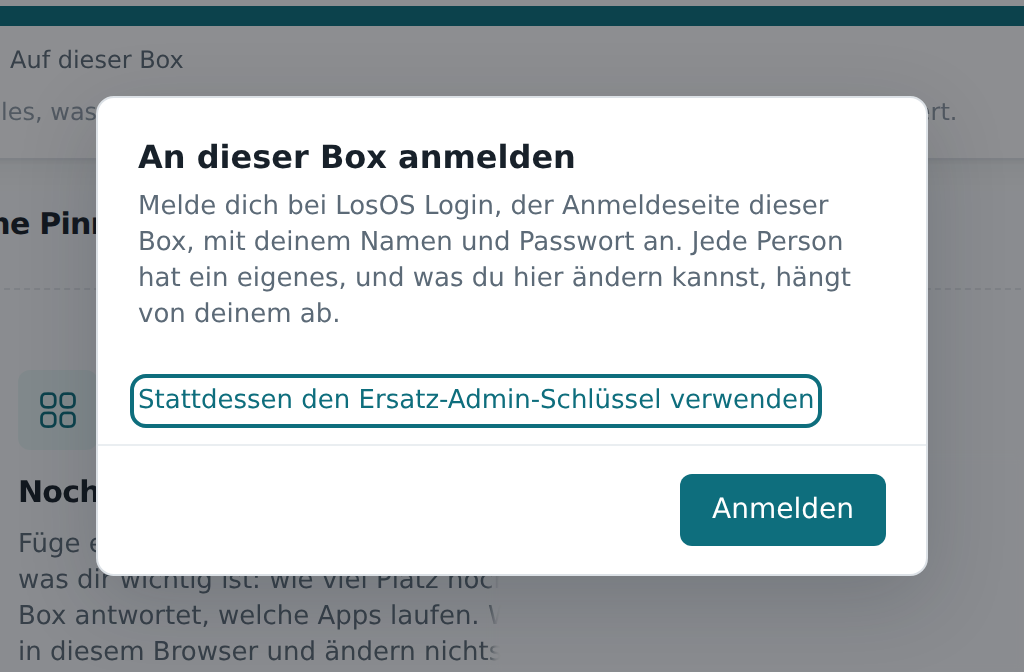 Auf dieser Box
les, was
ert.
An dieser Box anmelden
Melde dich bei LosOS Login, der Anmeldeseite dieser
Box, mit deinem Namen und Passwort an. Jede Person
hat ein eigenes, und was du hier ändern kannst, hängt
von deinem ab.
Stattdessen den Ersatz-Admin-Schlüssel verwenden
Anmelden
Noch
Füge
was dir wichtig ist: wie viel Platz noc
Box antwortet, welche Apps laufen.
in diesem Browser und ändern nichts